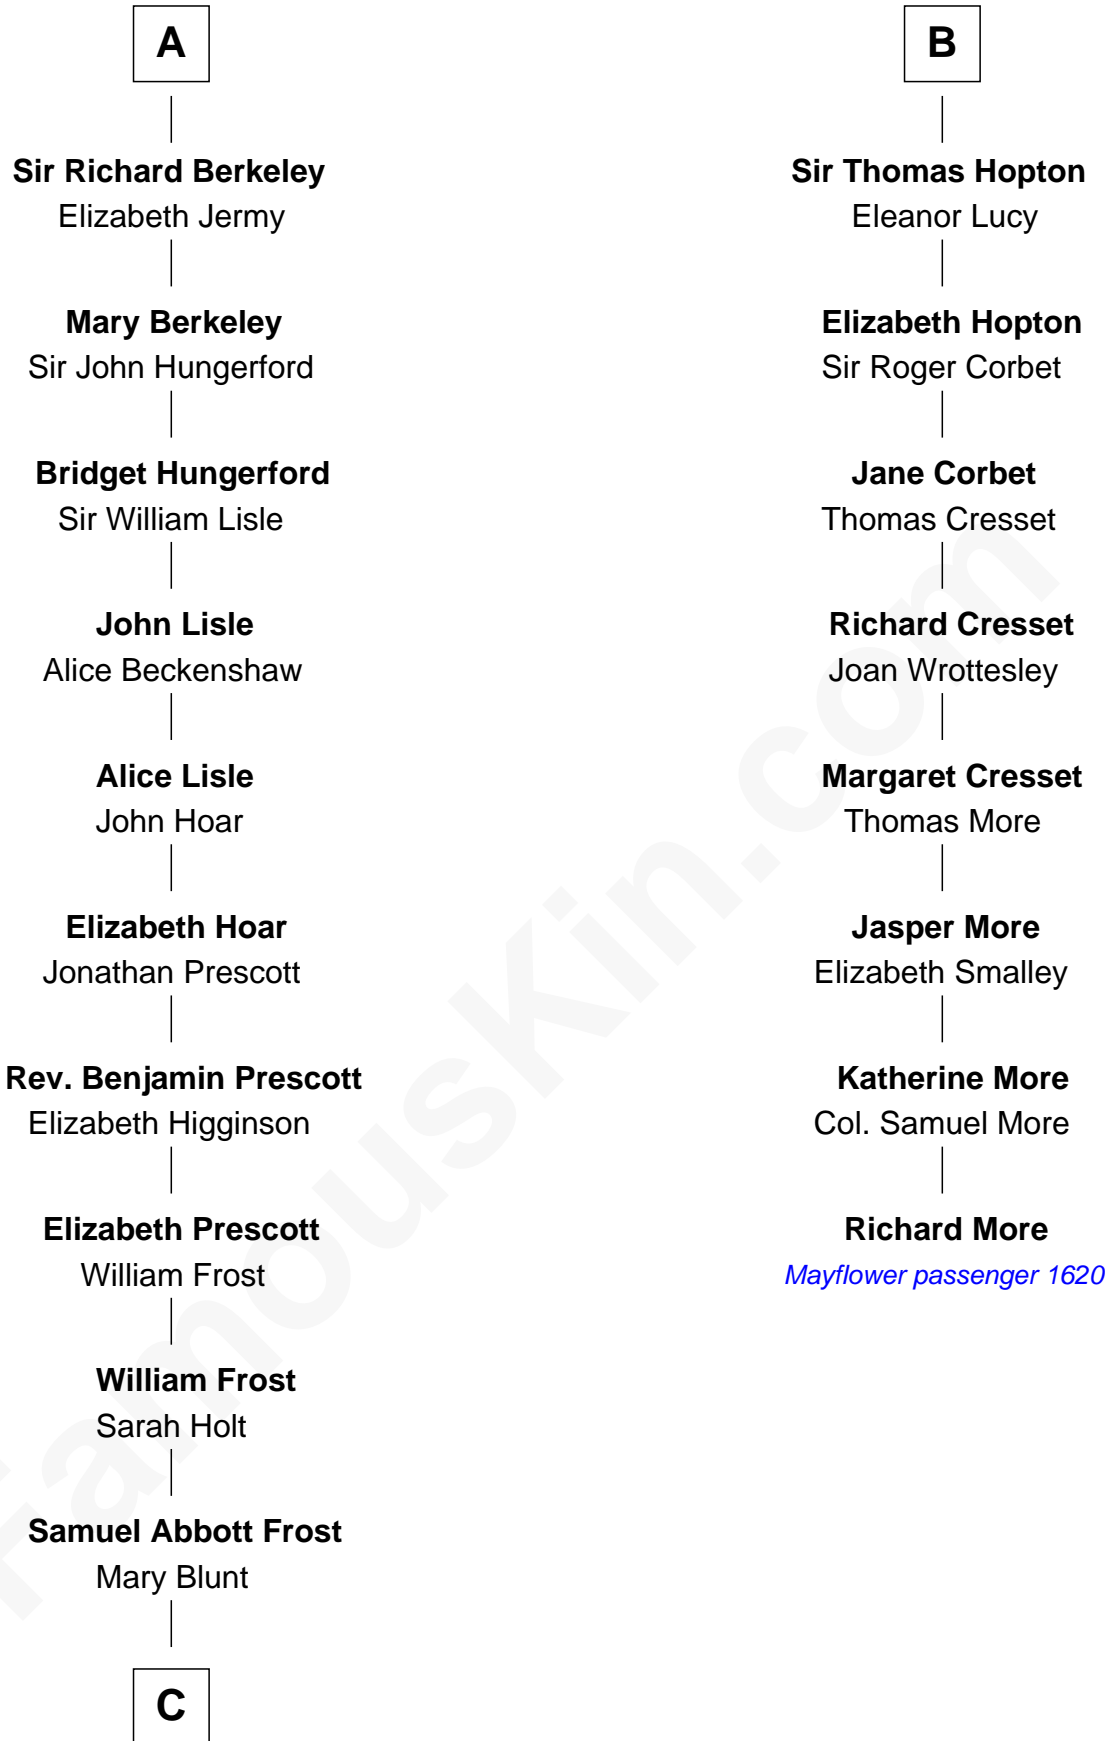 A
Sir Richard Berkeley
Elizabeth Jermy
Mary Berkeley
Sir John Hungerford
Bridget Hungerford
Sir William Lisle
John Lisle
Alice Beckenshaw
Alice Lisle
John Hoar
Elizabeth Hoar
Jonathan Prescott
Rev. Benjamin Prescott
Elizabeth Higginson
Elizabeth Prescott
William Frost
William Frost
Sarah Holt
Samuel Abbott Frost
Mary Blunt
C
B
Sir Thomas Hopton
Eleanor Lucy
Elizabeth Hopton
Sir Roger Corbet
Jane Corbet
Thomas Cresset
Richard Cresset
Joan Wrottesley
Margaret Cresset
Thomas More
Jasper More
Elizabeth Smalley
Katherine More
Col. Samuel More
Richard More
Mayflower passenger 1620
FamousKin.com